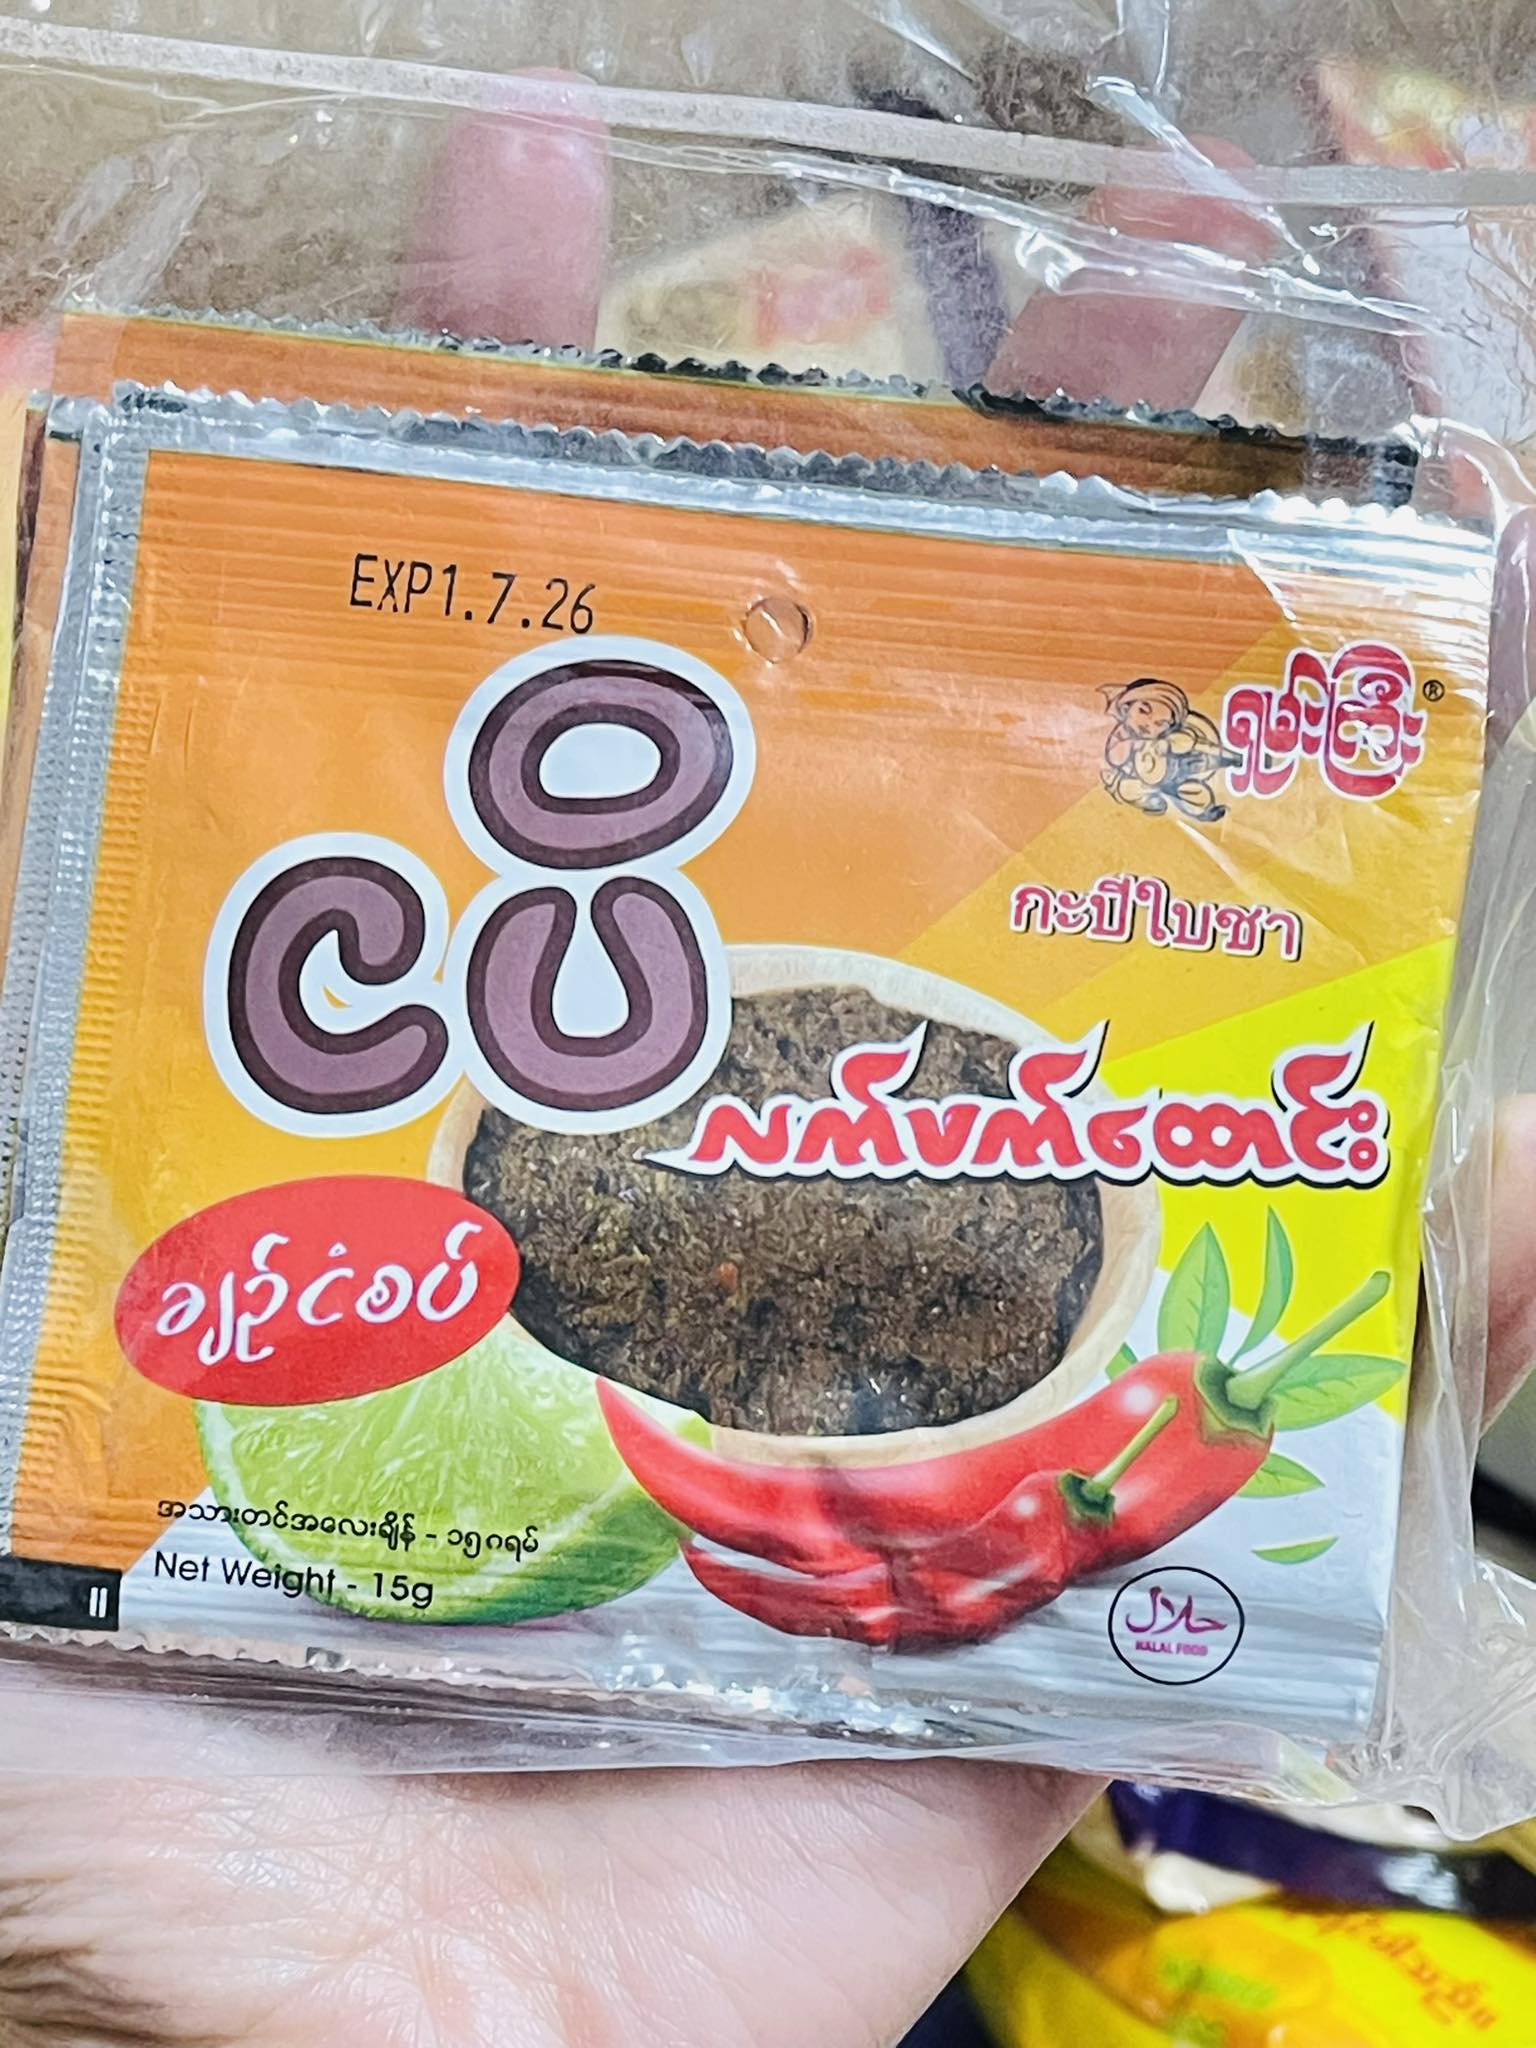 EXP1.7.26
ရှမ်းကြီး®
ငပိ
กะปีใบชา
လက်ဖက်ထောင်း
ချဉ်ငံစပ်
အသားတင်အလေးချိန် - ၁၅ဂရမ်
Net Weight - 15g
حلال
HALAL FOOD